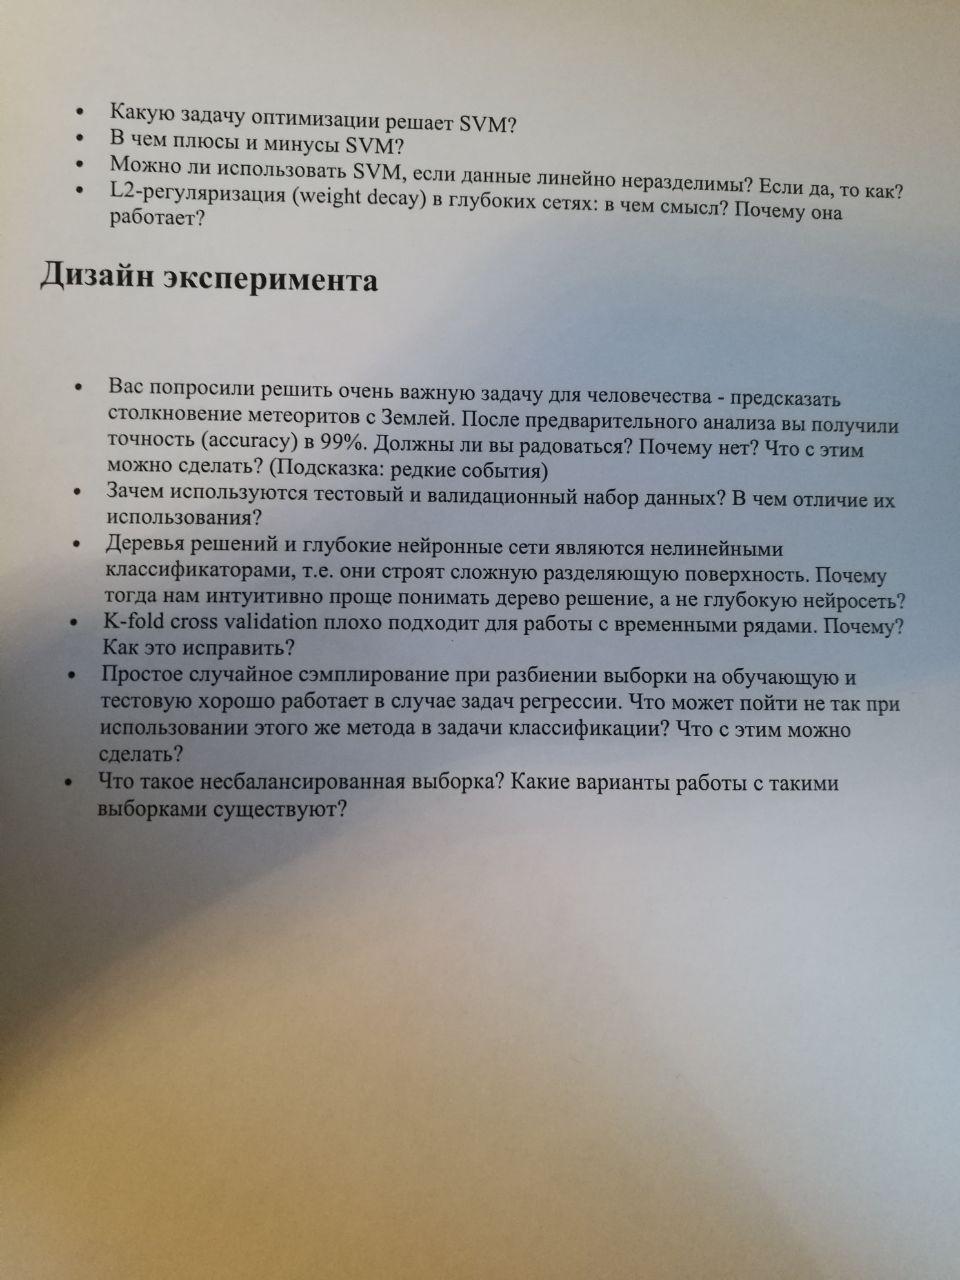 • Какую задачу оптимизации решает SVM?
• В чем плюсы и минусы SVM?
• Можно ли использовать SVM, если данные линейно неразделимы? Если да, то как?
• L2-регуляризация (weight decay) в глубоких сетях: в чем смысл? Почему она
работает?
Дизайн эксперимента
• Вас попросили решить очень важную задачу для человечества - предсказать
столкновение метеоритов с Землей. После предварительного анализа вы получили
точность (accuracy) в 99%. Должны ли вы радоваться? Почему нет? Что с этим
можно сделать? (Подсказка: редкие события)
• Зачем используются тестовый и валидационный набор данных? В чем отличие их
использования?
• Деревья решений и глубокие нейронные сети являются нелинейными
классификаторами, т.е. они строят сложную разделяющую поверхность. Почему
тогда нам интуитивно проще понимать дерево решение, а не глубокую нейросеть?
• K-fold cross validation плохо подходит для работы с временными рядами. Почему?
Как это исправить?
• Простое случайное сэмплирование при разбиении выборки на обучающую и
тестовую хорошо работает в случае задач регрессии. Что может пойти не так при
использовании этого же метода в задачи классификации? Что с этим можно
сделать?
• Что такое несбалансированная выборка? Какие варианты работы с такими
выборками существуют?